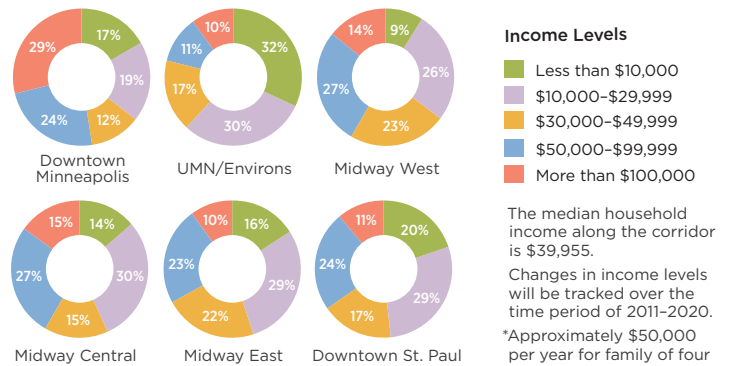 17%
19%
12%
24%
29%
Downtown
Minneapolis
32%
30%
17%
11%
10%
UMN/Environs
9%
26%
23%
27%
14%
Midway West
14%
30%
15%
27%
15%
Midway Central
16%
29%
22%
23%
10%
Midway East
20%
29%
17%
24%
11%
Downtown St. Paul
Income Levels
Less than $10,000
$10,000–$29,999
$30,000–$49,999
$50,000–$99,999
More than $100,000
The median household
income along the corridor
is $39,955.
Changes in income levels
will be tracked over the
time period of 2011–2020.
*Approximately $50,000
per year for family of four